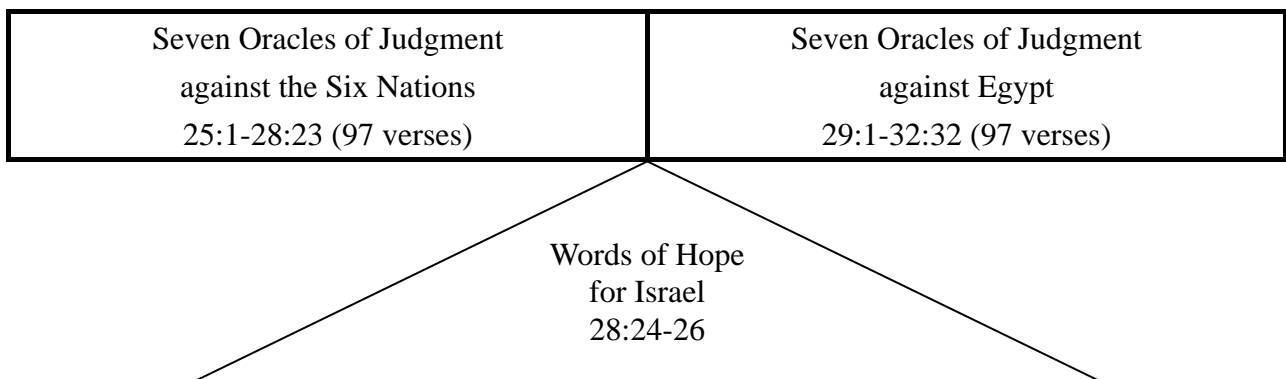 Seven Oracles of Judgment
against the Six Nations
25:1-28:23 (97 verses)
Seven Oracles of Judgment
against Egypt
29:1-32:32 (97 verses)
Words of Hope
for Israel
28:24-26